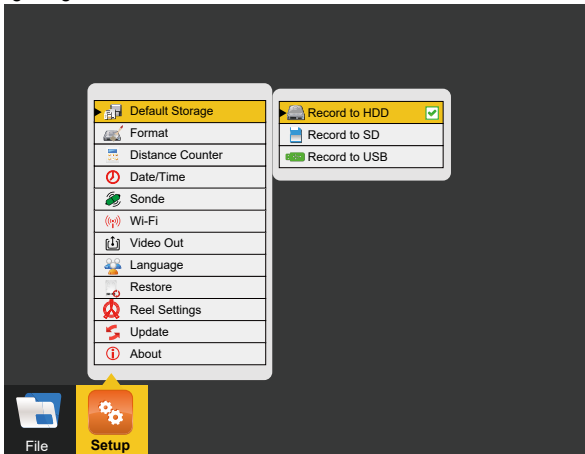 Default Storage
Format
Distance Counter
Date/Time
Sonde
Wi-Fi
Video Out
Language
Restore
Reel Settings
Update
About
Record to HDD
Record to SD
Record to USB
File
Setup